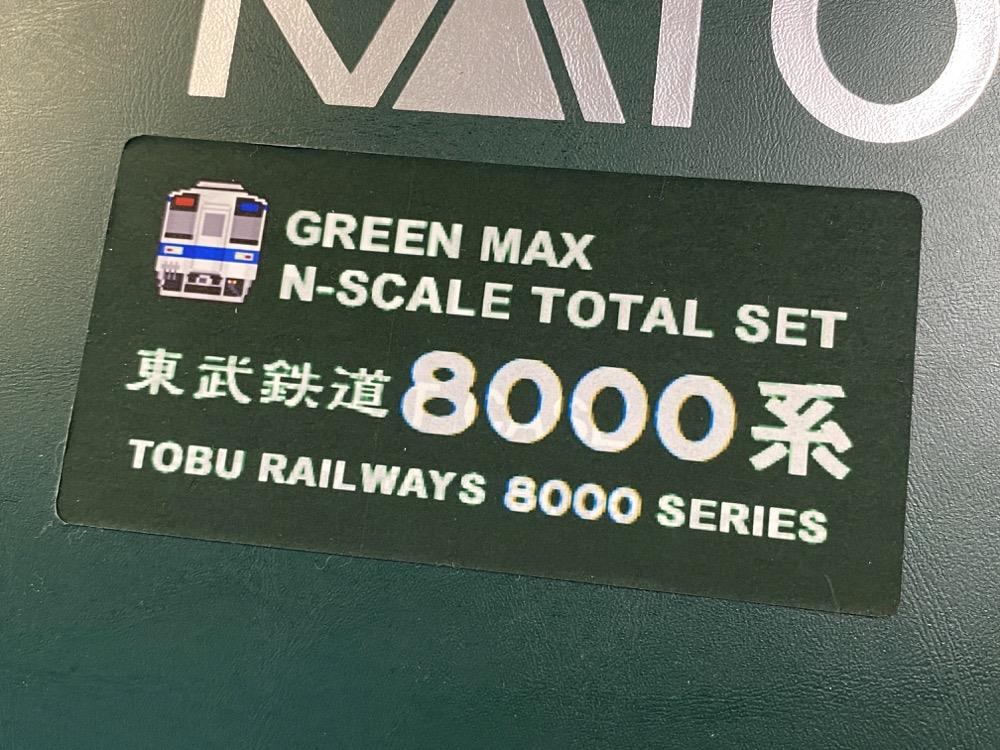 KATO
GREEN MAX
N-SCALE TOTAL SET
東武鉄道8000系
TOBU RAILWAYS 8000 SERIES